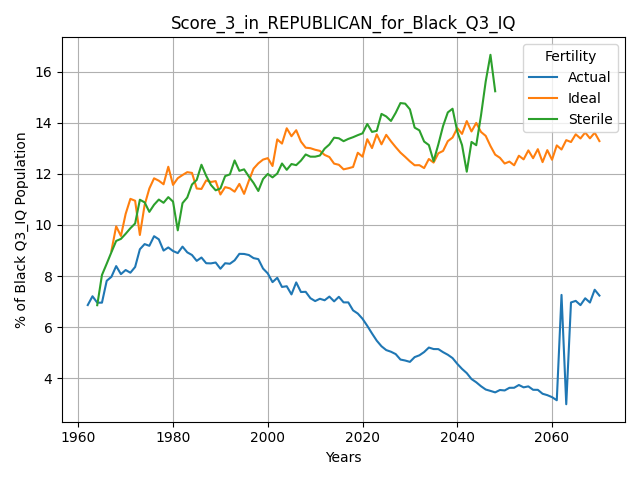 Score_3_in_REPUBLICAN_for_Black_Q3_IQ
% of Black Q3_IQ Population
16
14
12
10
8
6
4
Fertility
Actual
Ideal
Sterile
1960
1980
2000
2020
2040
2060
Years